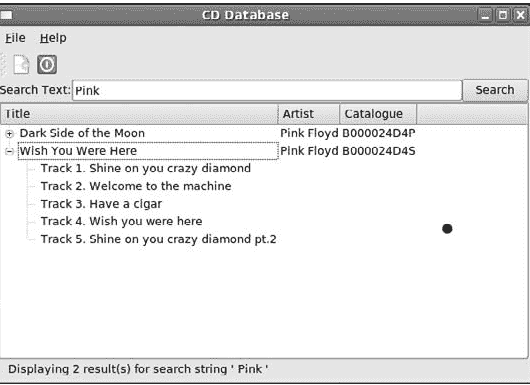 CD Database
File Help
Search Text: Pink Search
Title Artist Catalogue
Dark Side of the Moon Pink Floyd B000024D4P
Wish You Were Here Pink Floyd B000024D4S
Track 1. Shine on you crazy diamond
Track 2. Welcome to the machine
Track 3. Have a cigar
Track 4. Wish you were here
Track 5. Shine on you crazy diamond pt.2
Displaying 2 result(s) for search string ' Pink '